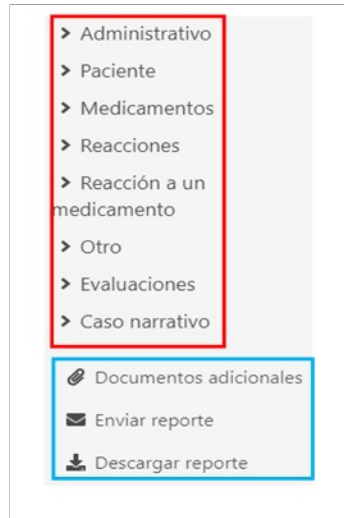 Administrativo
Paciente
Medicamentos
Reacciones
Reacción a un
medicamento
Otro
Evaluaciones
Caso narrativo
Documentos adicionales
Enviar reporte
Descargar reporte